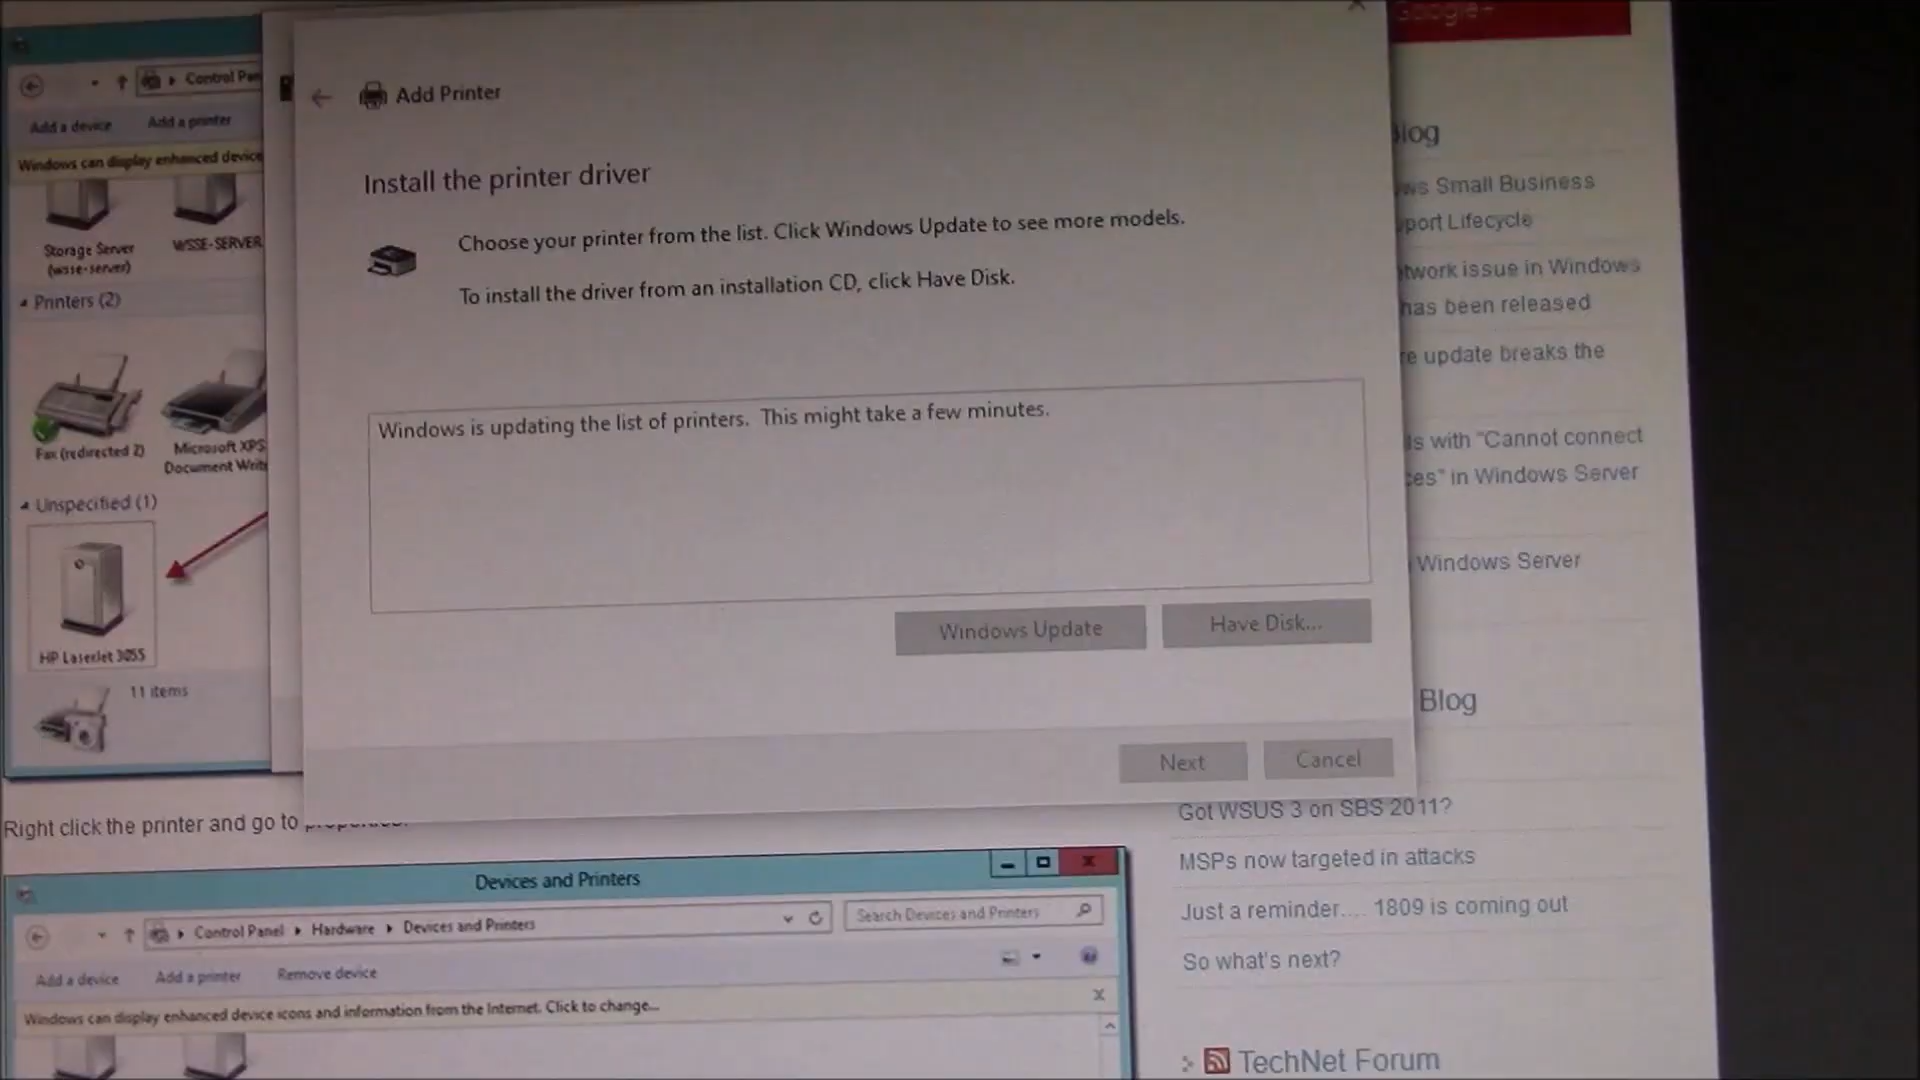 Google+
Control Pan
Add a device
Add a printer
Windows can display enhanced device
Storage Server
(wsse-server)
WSSE-SERVER
Printers (2)
Fax (redirected 2)
Microsoft XPS
Document Write
Unspecified (1)
HP LaserJet 3055
11 items
Add Printer
Install the printer driver
Choose your printer from the list. Click Windows Update to see more models.
To install the driver from an installation CD, click Have Disk.
Windows is updating the list of printers. This might take a few minutes.
Windows Update
Have Disk...
Next
Cancel
Blog
ws Small Business
pport Lifecycle
twork issue in Windows
has been released
re update breaks the
ls with "Cannot connect
ces" in Windows Server
Windows Server
Blog
Got WSUS 3 on SBS 2011?
MSPs now targeted in attacks
Just a reminder.... 1809 is coming out
So what's next?
TechNet Forum
Right click the printer and go to properties.
Devices and Printers
Control Panel
Hardware
Devices and Printers
Search Devices and Printers
Add a device
Add a printer
Remove device
Windows can display enhanced device icons and information from the Internet. Click to change...